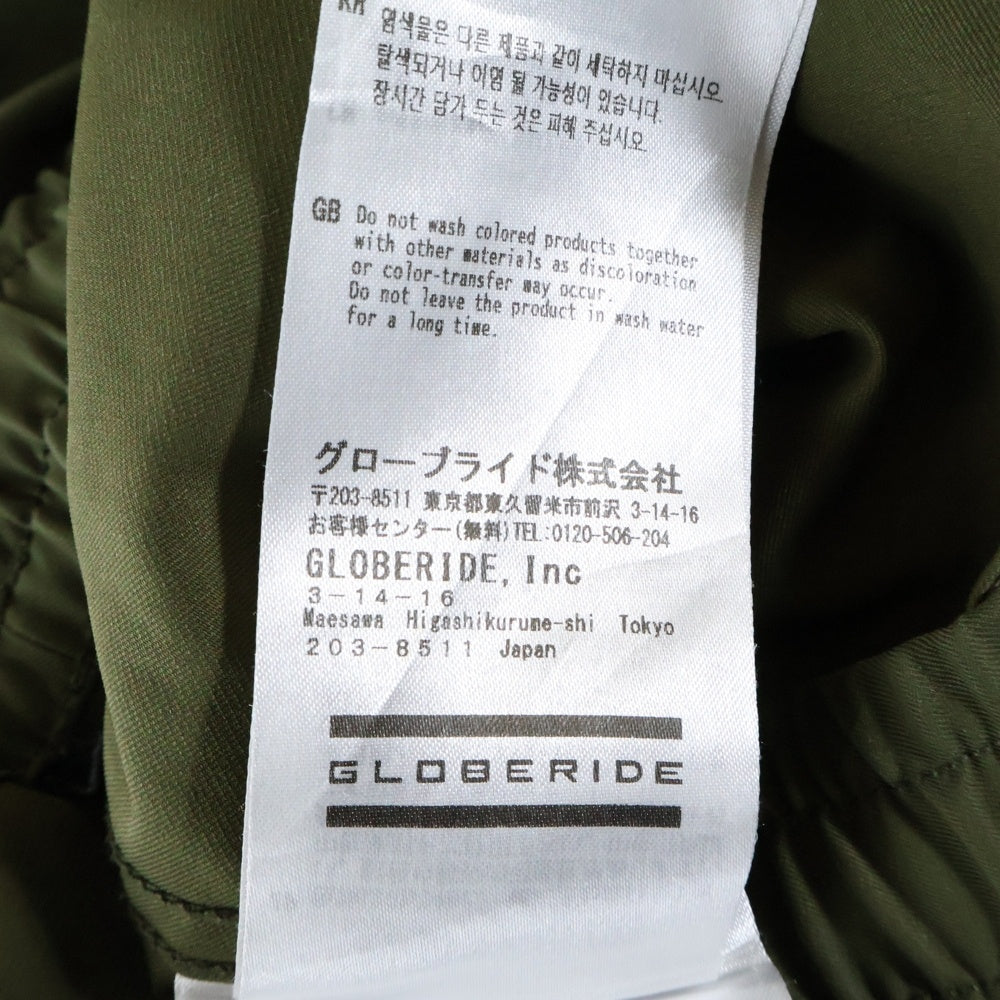 KR 염색물은 다른 제품과 같이 세탁하지 마십시오
탈색되거나 이염 될 가능성이 있습니다.
장시간 담가 두는 것은 피해 주십시오.
GB Do not wash colored products together
with other materials as discoloration
or color-transfer may occur.
Do not leave the product in wash water
for a long time.
グローブライド株式会社
〒203-8511 東京都東久留米市前沢 3-14-16
お客様センター(無料)TEL:0120-506-204
GLOBERIDE, Inc
3-14-16
Maesawa Higashikurume-shi Tokyo
203-8511 Japan
GLOBERIDE